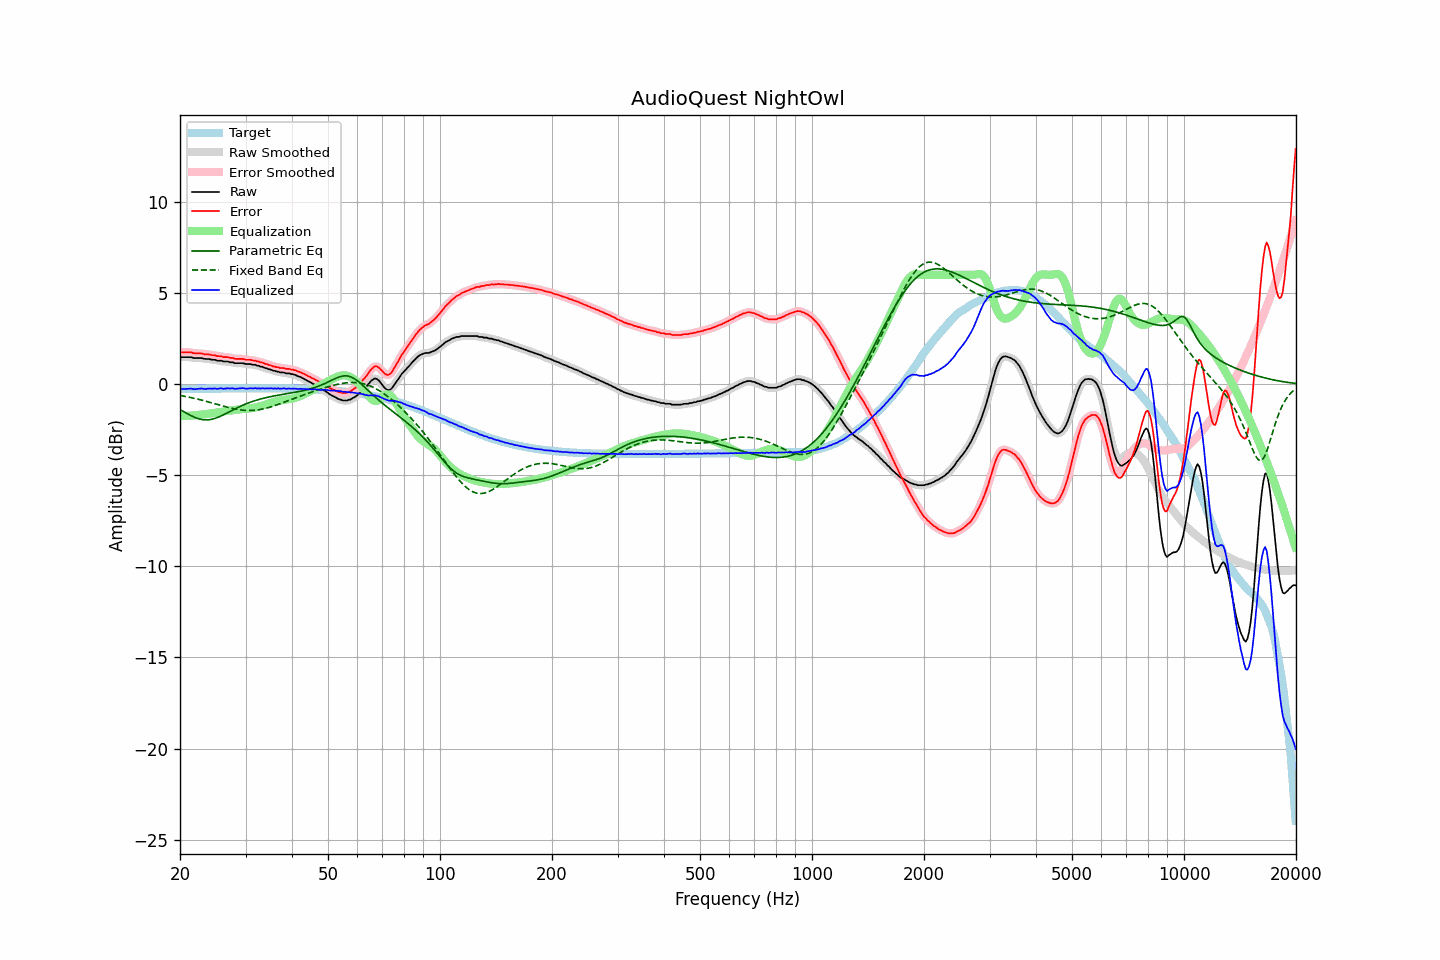 AudioQuest NightOwl
Target
Raw Smoothed
Error Smoothed
Raw
Error
Equalization
Parametric Eq
Fixed Band Eq
Equalized
10
5
0
−5
−10
−15
−20
−25
Amplitude (dBr)
20
50
100
200
500
1000
2000
5000
10000
20000
Frequency (Hz)